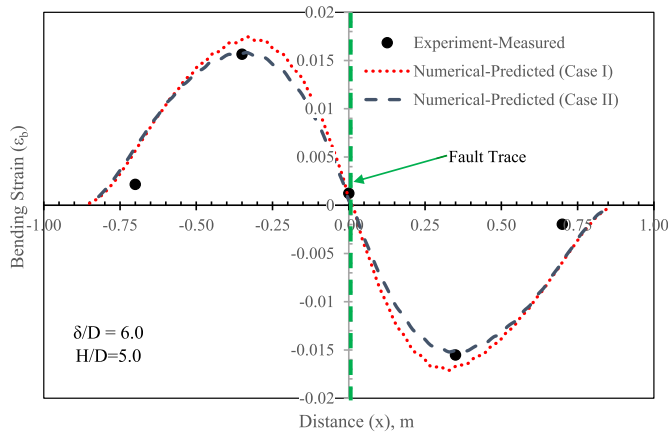 0.02
0.015
0.01
0.005
0
-0.005
-0.01
-0.015
-0.02
-1.00
-0.75
-0.50
-0.25
0.00
0.25
0.50
0.75
1.00
Bending Strain (εb)
Distance (x), m
Experiment-Measured
Numerical-Predicted (Case I)
Numerical-Predicted (Case II)
Fault Trace
δ/D = 6.0
H/D=5.0